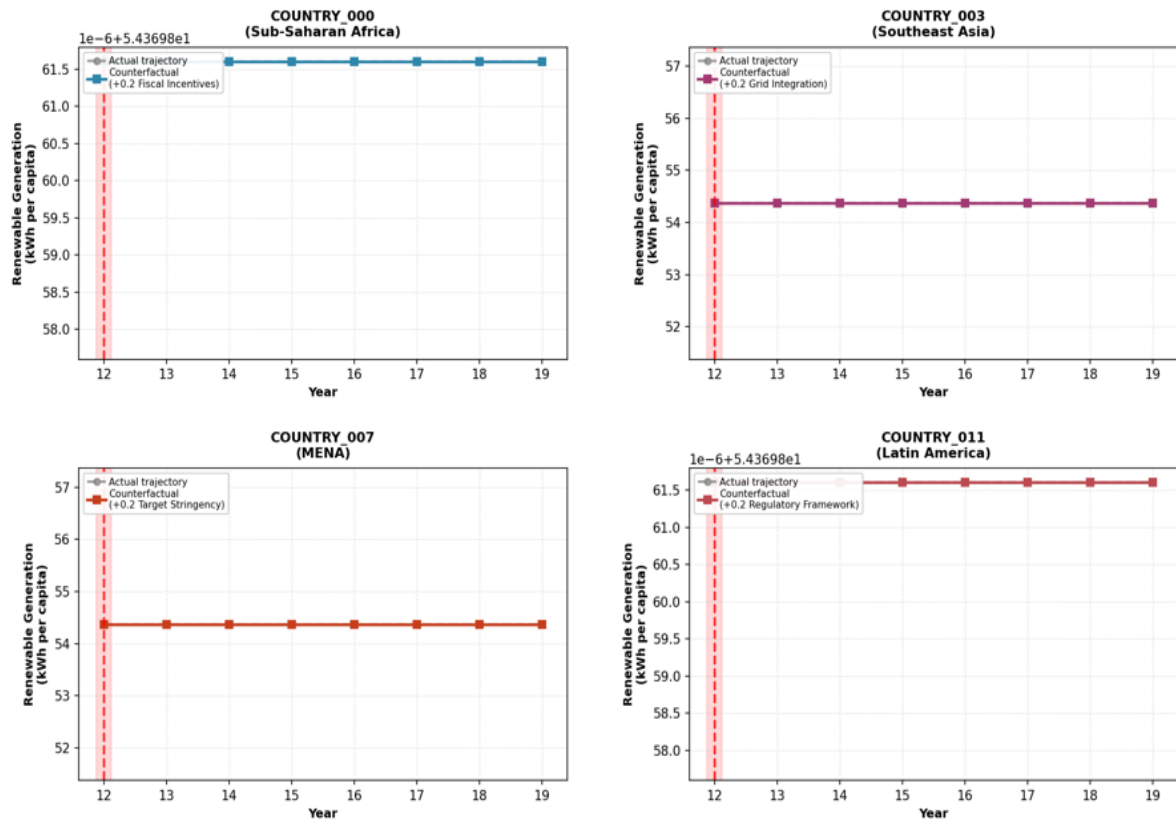 COUNTRY_000
(Sub-Saharan Africa)
1e-6+5.43698e1
Actual trajectory
Counterfactual
(+0.2 Fiscal Incentives)
61.5
61.0
60.5
60.0
59.5
59.0
58.5
58.0
Renewable Generation
(kWh per capita)
12 13 14 15 16 17 18 19
Year
COUNTRY_003
(Southeast Asia)
Actual trajectory
Counterfactual
(+0.2 Grid Integration)
57
56
55
54
53
52
Renewable Generation
(kWh per capita)
12 13 14 15 16 17 18 19
Year
COUNTRY_007
(MENA)
Actual trajectory
Counterfactual
(+0.2 Target Stringency)
57
56
55
54
53
52
Renewable Generation
(kWh per capita)
12 13 14 15 16 17 18 19
Year
COUNTRY_011
(Latin America)
1e-6+5.43698e1
Actual trajectory
Counterfactual
(+0.2 Regulatory Framework)
61.5
61.0
60.5
60.0
59.5
59.0
58.5
58.0
Renewable Generation
(kWh per capita)
12 13 14 15 16 17 18 19
Year